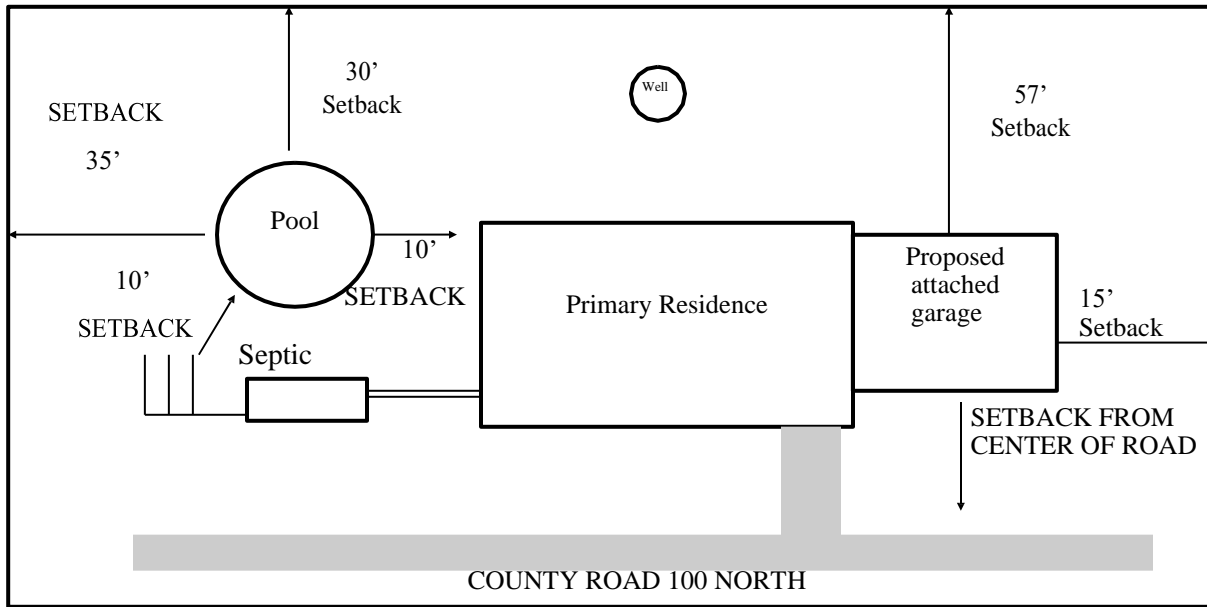 30’
Setback
SETBACK
35’
Well
57’
Setback
Pool
10’
SETBACK
10’
SETBACK
Septic
Primary Residence
Proposed
attached
garage
15’
Setback
SETBACK FROM
CENTER OF ROAD
COUNTY ROAD 100 NORTH